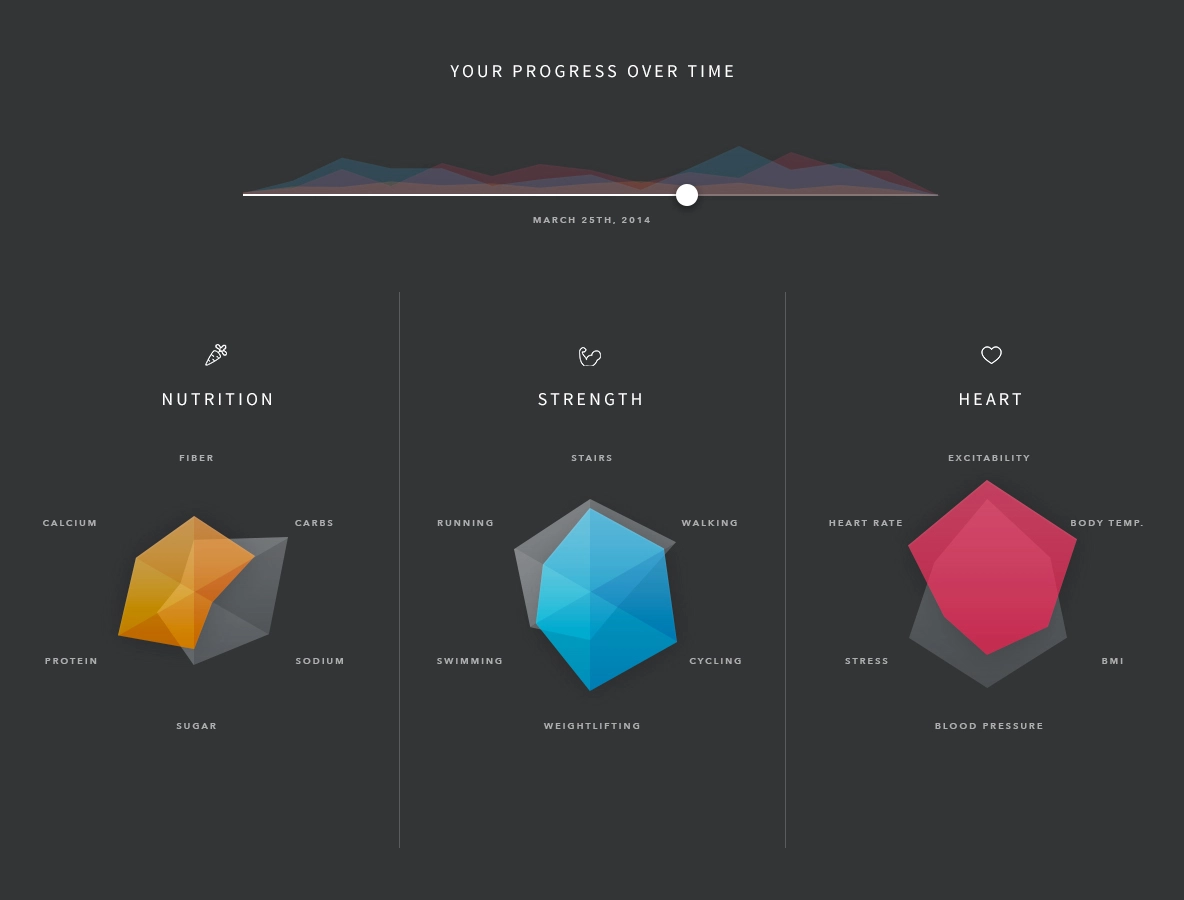 YOUR PROGRESS OVER TIME
MARCH 25TH, 2014
NUTRITION
FIBER
CALCIUM
CARBS
PROTEIN
SODIUM
SUGAR
STRENGTH
STAIRS
RUNNING
WALKING
SWIMMING
CYCLING
WEIGHTLIFTING
HEART
EXCITABILITY
HEART RATE
BODY TEMP.
STRESS
BMI
BLOOD PRESSURE